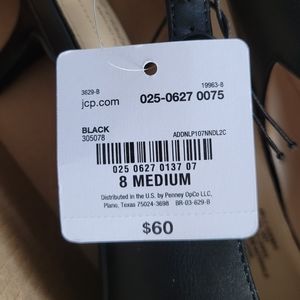 3629-B 19963-8
jcp.com 025-0627 0075
BLACK
305078 ADDNLP107NNDL2C
025 0627 0137 07
8 MEDIUM
Distributed in the U.S. by Penney OpCo LLC,
Plano, Texas 75024-3698 BR-03-629-B
$60